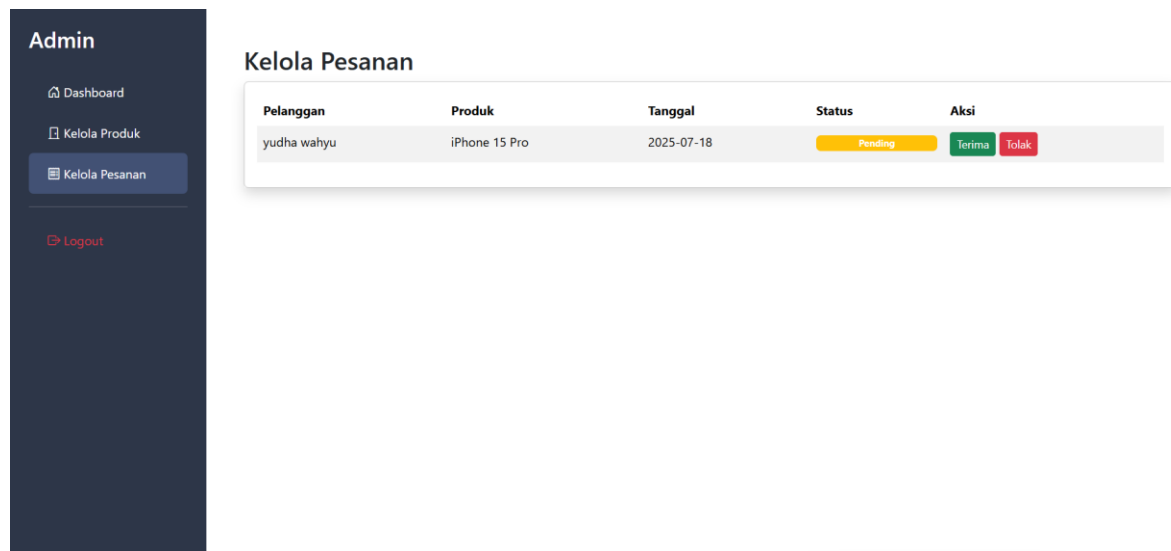 Admin
Dashboard
Kelola Produk
Kelola Pesanan
Logout
Kelola Pesanan
Pelanggan Produk Tanggal Status Aksi
yudha wahyu iPhone 15 Pro 2025-07-18 Pending Terima Tolak